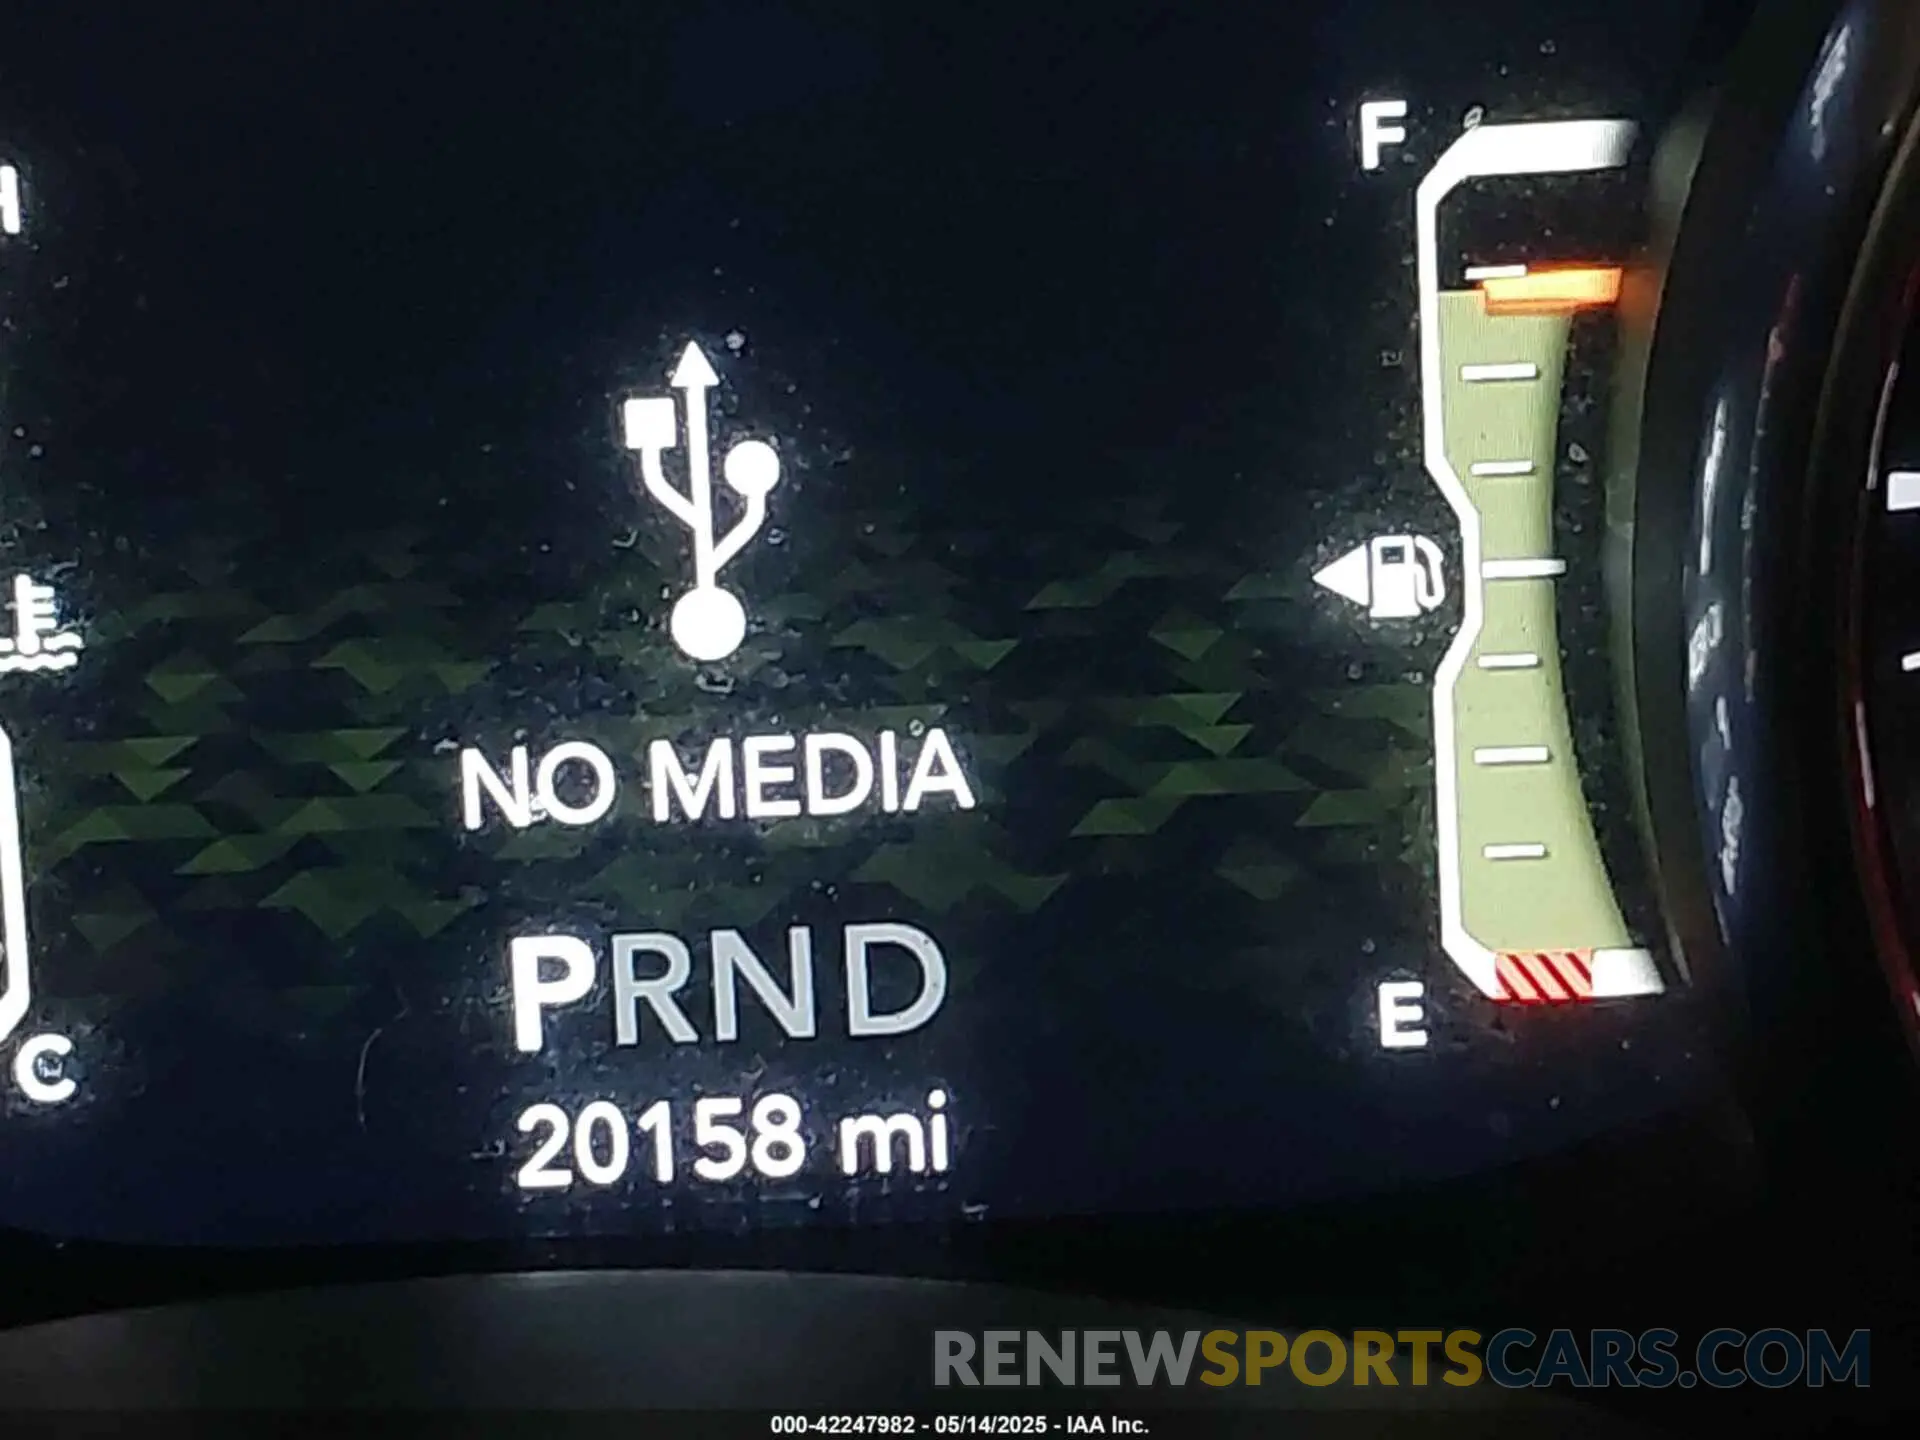 F
H
NO MEDIA
PRND
E
C
20158 mi
RENEWSPORTSCARS.COM
000-42247982 - 05/14/2025 - IAA Inc.